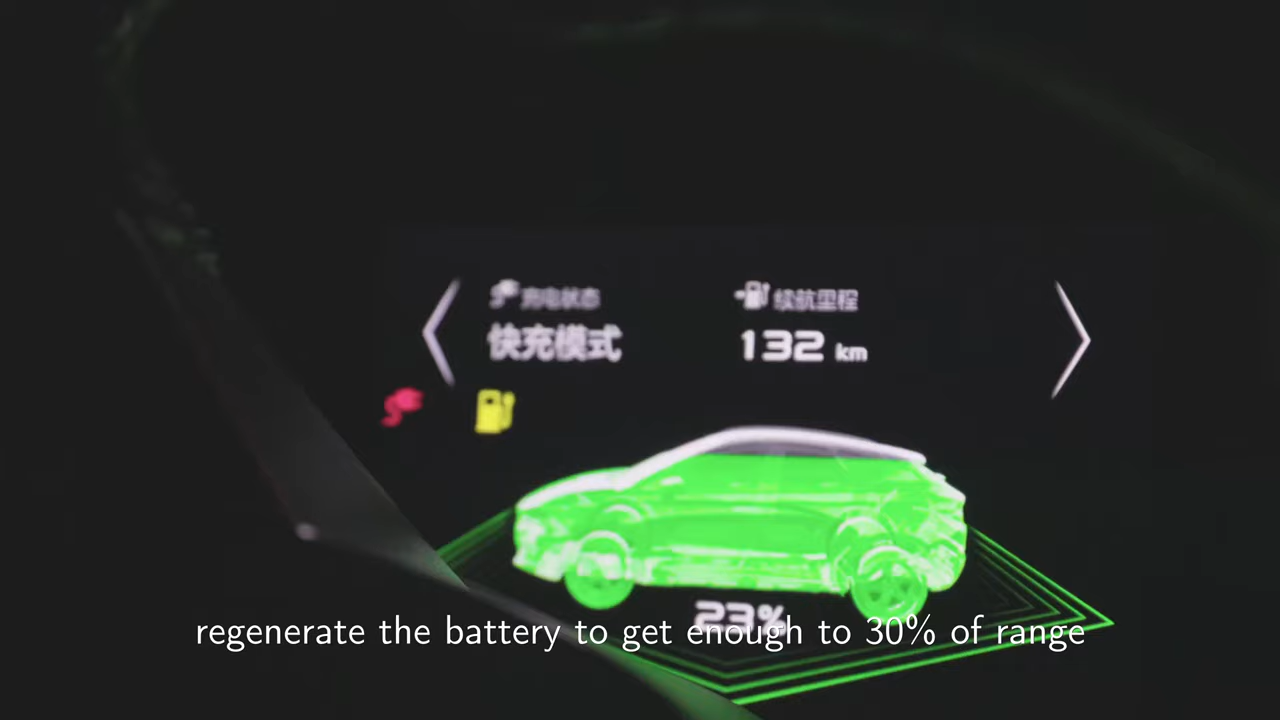 充电状态
续航里程
快充模式
132 km
23%
regenerate the battery to get enough to 30% of range